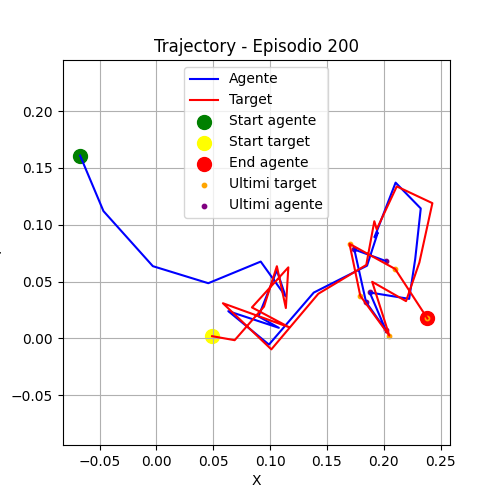 Trajectory - Episodio 200
Agente
Target
Start agente
Start target
End agente
Ultimi target
Ultimi agente
0.20
0.15
0.10
0.05
0.00
−0.05
−0.05
0.00
0.05
0.10
0.15
0.20
0.25
X